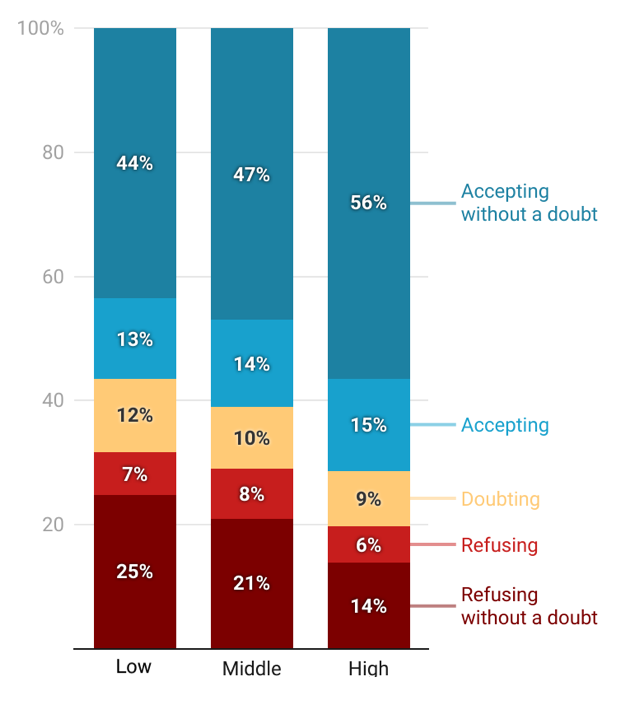 100%
80
60
40
20
44%
13%
12%
7%
25%
47%
14%
10%
8%
21%
56%
15%
9%
6%
14%
Accepting
without a doubt
Accepting
Doubting
Refusing
Refusing
without a doubt
Low
Middle
High